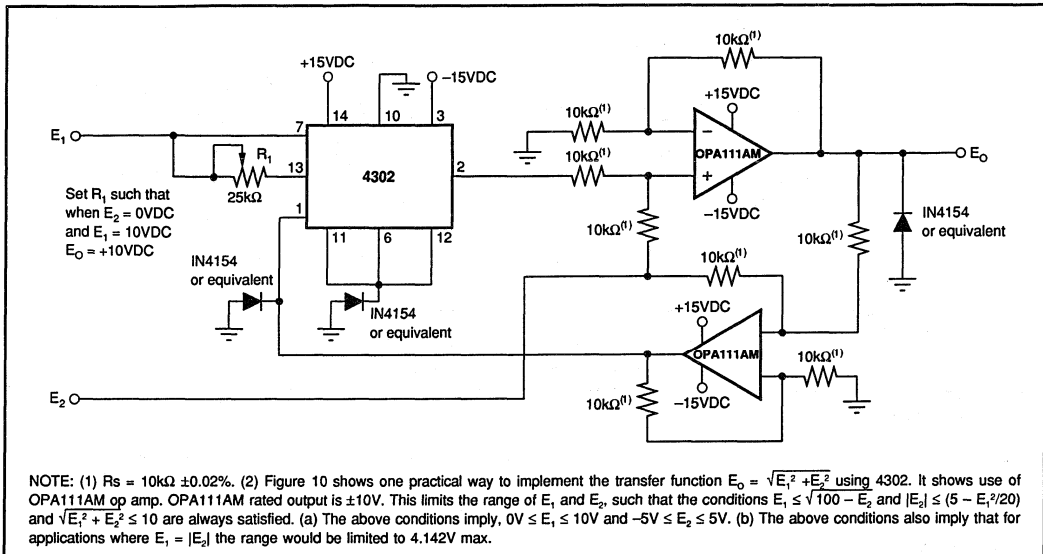 10kΩ(1)
+15VDC
–15VDC
+15VDC
10kΩ(1)
14
10
3
E1
7
–
OPA111AM
EO
R1
10kΩ(1)
13
4302
2
+
25kΩ
–15VDC
Set R1 such that
when E2 = 0VDC
and E1 = 10VDC
EO = +10VDC
1
IN4154
or equivalent
10kΩ(1)
10kΩ(1)
11
6
12
IN4154
or equivalent
10kΩ(1)
IN4154
or equivalent
+15VDC
OPA111AM
10kΩ(1)
E2
10kΩ(1)
–15VDC
NOTE: (1) Rs = 10kΩ ±0.02%. (2) Figure 10 shows one practical way to implement the transfer function EO = √E1² +E2² using 4302. It shows use of
OPA111AM op amp. OPA111AM rated output is ±10V. This limits the range of E1 and E2, such that the conditions E1 ≤ √100 – E2 and |E2| ≤ (5 – E1²/20)
and √E1² + E2² ≤ 10 are always satisfied. (a) The above conditions imply, 0V ≤ E1 ≤ 10V and –5V ≤ E2 ≤ 5V. (b) The above conditions also imply that for
applications where E1 = |E2| the range would be limited to 4.142V max.